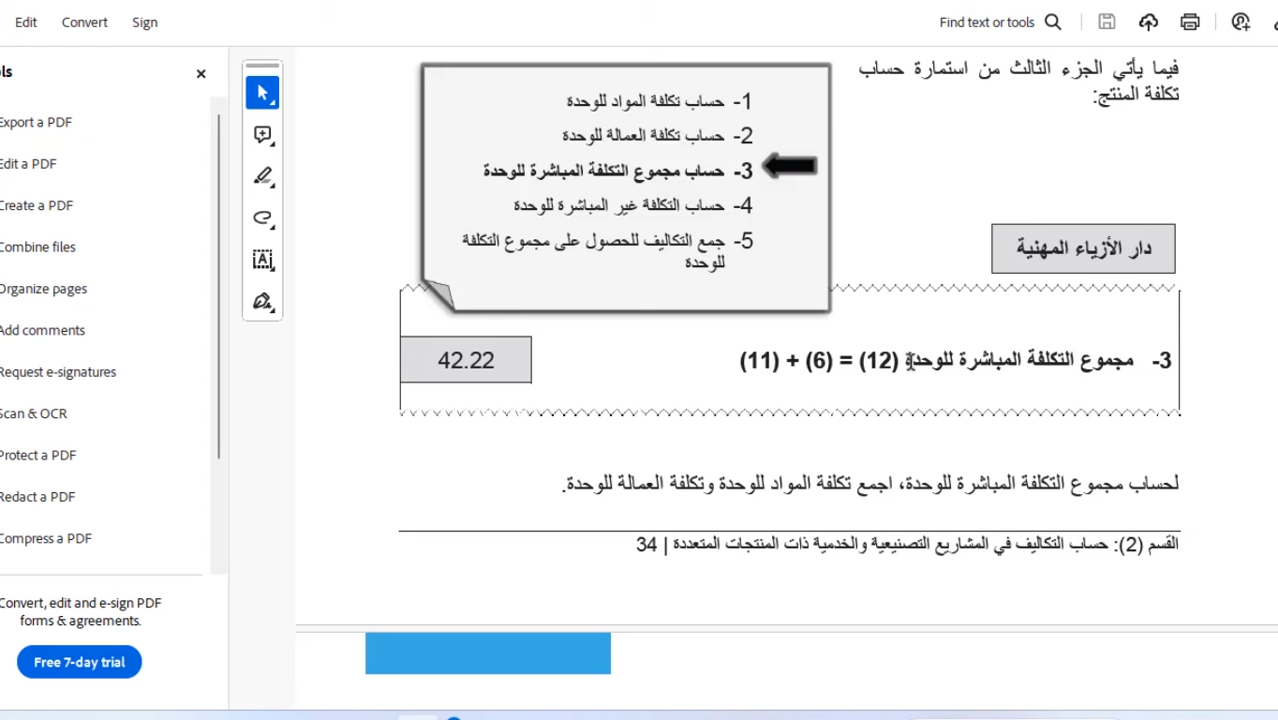 Edit
Convert
Sign
Find text or tools
ls
Export a PDF
Edit a PDF
Create a PDF
Combine files
Organize pages
Add comments
Request e-signatures
Scan & OCR
Protect a PDF
Redact a PDF
Compress a PDF
Convert, edit and e-sign PDF
forms & agreements.
Free 7-day trial
فيما يأتي الجزء الثالث من استمارة حساب
تكلفة المنتج:
1- حساب تكلفة المواد للوحدة
2- حساب تكلفة العمالة للوحدة
3- حساب مجموع التكلفة المباشرة للوحدة
4- حساب التكلفة غير المباشرة للوحدة
5- جمع التكاليف للحصول على مجموع التكلفة
للوحدة
دار الأزياء المهنية
3- مجموع التكلفة المباشرة للوحدة (12) = (6) + (11)
42.22
لحساب مجموع التكلفة المباشرة للوحدة، اجمع تكلفة المواد للوحدة وتكلفة العمالة للوحدة.
القسم (2): حساب التكاليف في المشاريع التصنيعية والخدمية ذات المنتجات المتعددة | 34